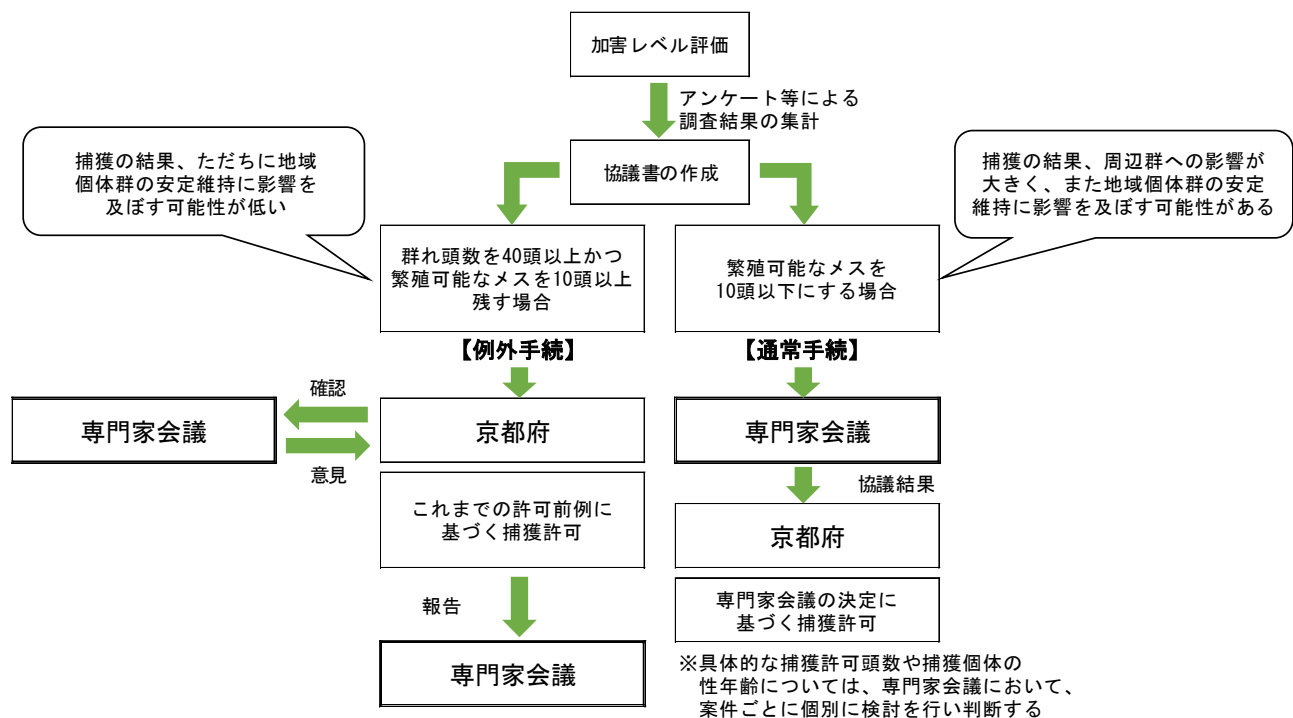 加害レベル評価
アンケート等による
調査結果の集計
協議書の作成
捕獲の結果、ただちに地域
個体群の安定維持に影響を
及ぼす可能性が低い
捕獲の結果、周辺群への影響が
大きく、また地域個体群の安定
維持に影響を及ぼす可能性がある
群れ頭数を40頭以上かつ
繁殖可能なメスを10頭以上
残す場合
繁殖可能なメスを
10頭以下にする場合
【例外手続】
【通常手続】
確認
専門家会議
京都府
意見
専門家会議
これまでの許可前例に
基づく捕獲許可
協議結果
京都府
報告
専門家会議の決定に
基づく捕獲許可
専門家会議
※具体的な捕獲許可頭数や捕獲個体の
性年齢については、専門家会議において、
案件ごとに個別に検討を行い判断する